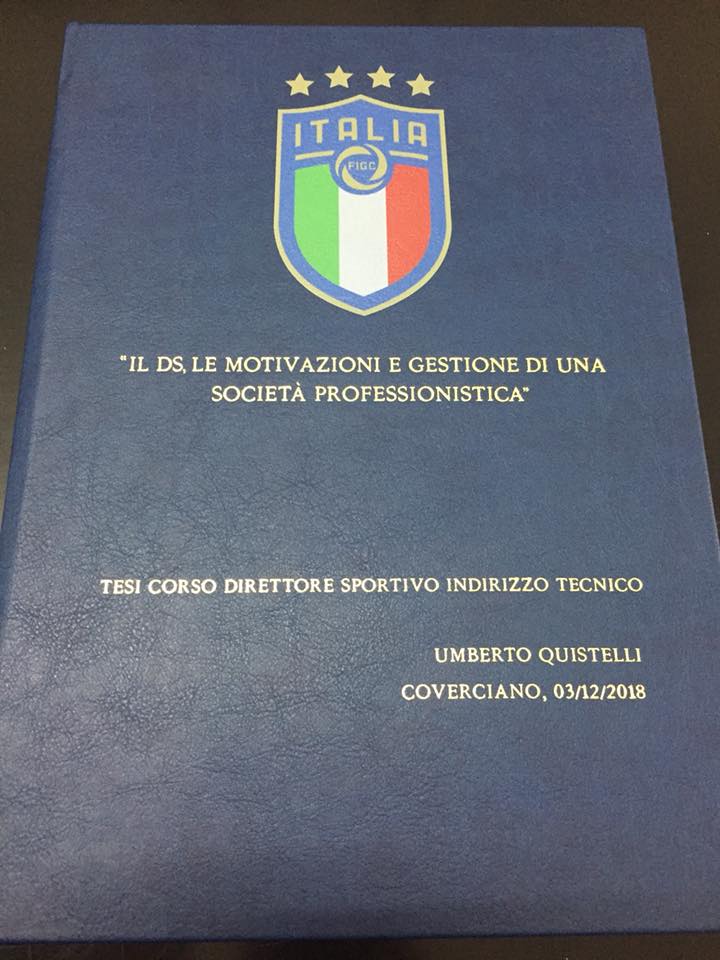 ITALIA
FIGC
"IL DS, LE MOTIVAZIONI E GESTIONE DI UNA
SOCIETÀ PROFESSIONISTICA"
TESI CORSO DIRETTORE SPORTIVO INDIRIZZO TECNICO
UMBERTO QUISTELLI
COVERCIANO, 03/12/2018